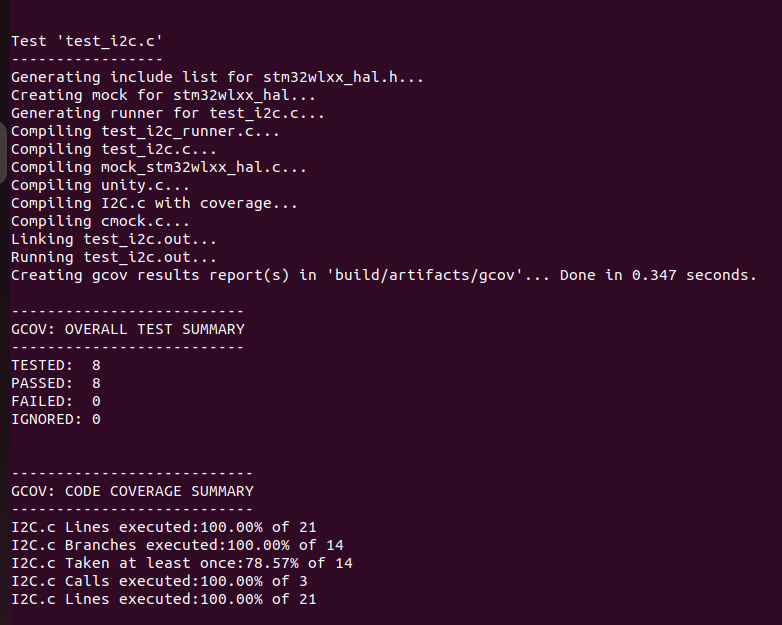 Test 'test_i2c.c'
-----------------
Generating include list for stm32wlxx_hal.h...
Creating mock for stm32wlxx_hal...
Generating runner for test_i2c.c...
Compiling test_i2c_runner.c...
Compiling test_i2c.c...
Compiling mock_stm32wlxx_hal.c...
Compiling unity.c...
Compiling I2C.c with coverage...
Compiling cmock.c...
Linking test_i2c.out...
Running test_i2c.out...
Creating gcov results report(s) in 'build/artifacts/gcov'... Done in 0.347 seconds.
--------------------------
GCOV: OVERALL TEST SUMMARY
--------------------------
TESTED:  8
PASSED:  8
FAILED:  0
IGNORED: 0
---------------------------
GCOV: CODE COVERAGE SUMMARY
---------------------------
I2C.c Lines executed:100.00% of 21
I2C.c Branches executed:100.00% of 14
I2C.c Taken at least once:78.57% of 14
I2C.c Calls executed:100.00% of 3
I2C.c Lines executed:100.00% of 21